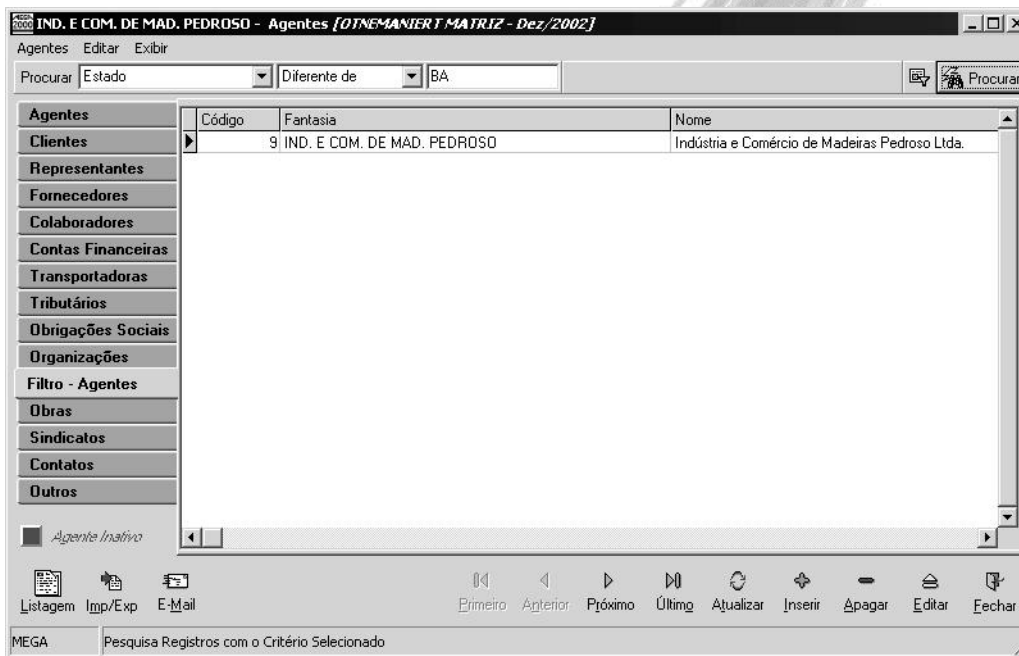 IND. E COM. DE MAD. PEDROSO - Agentes [OTNEMANIERT MATRIZ - Dez/2002]
Agentes Editar Exibir
Procurar Estado Diferente de BA Procurar
Agentes
Código Fantasia Nome
Clientes
9 IND. E COM. DE MAD. PEDROSO Indústria e Comércio de Madeiras Pedroso Ltda.
Representantes
Fornecedores
Colaboradores
Contas Financeiras
Transportadoras
Tributários
Obrigações Sociais
Organizações
Filtro - Agentes
Obras
Sindicatos
Contatos
Outros
Agente Inativo
Listagem Imp/Exp E-Mail Primeiro Anterior Próximo Último Atualizar Inserir Apagar Editar Fechar
MEGA Pesquisa Registros com o Critério Selecionado